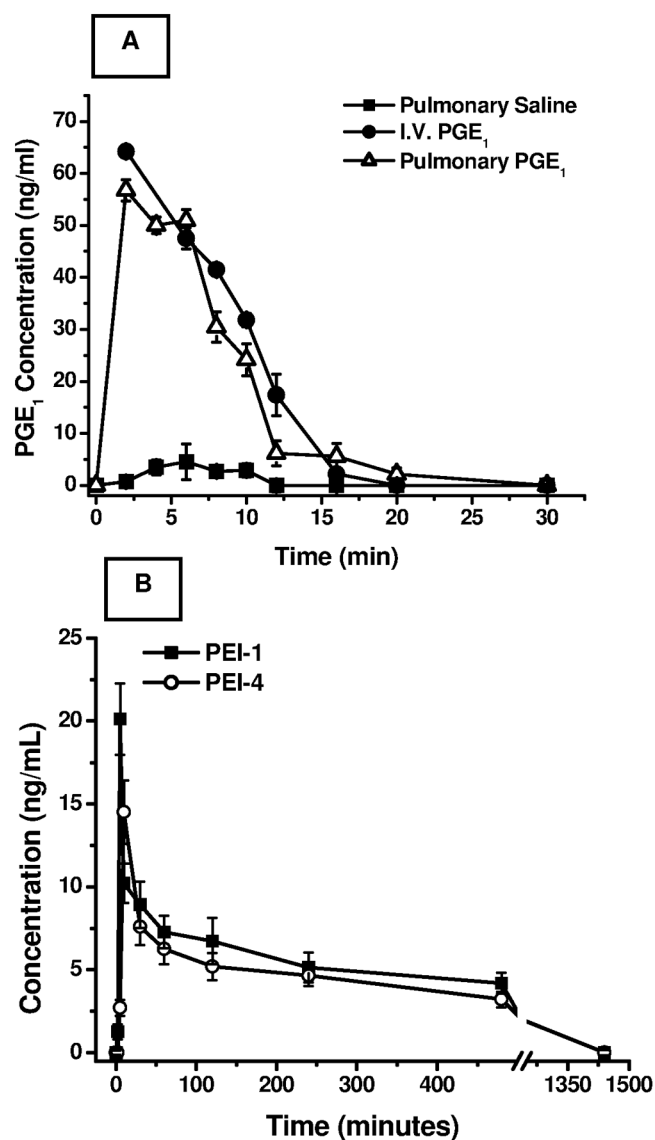 A
Pulmonary Saline
I.V. PGE₁
Pulmonary PGE₁
PGE₁ Concentration (ng/ml)
70
60
50
40
30
20
10
0
0 5 10 15 20 25 30
Time (min)
B
PEI-1
PEI-4
Concentration (ng/mL)
25
20
15
10
5
0
0 100 200 300 400 1350 1500
Time (minutes)